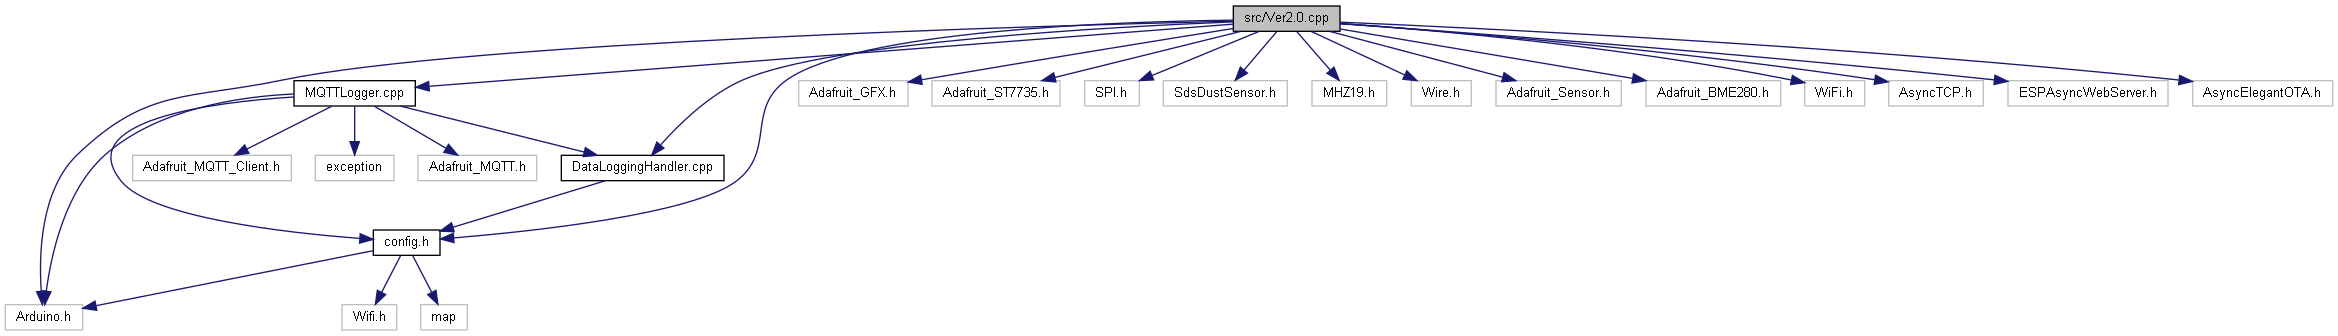 src/Ver2.0.cpp
MQTTLogger.cpp
Adafruit_GFX.h
Adafruit_ST7735.h
SPI.h
SdsDustSensor.h
MHZ19.h
Wire.h
Adafruit_Sensor.h
Adafruit_BME280.h
WiFi.h
AsyncTCP.h
ESPAsyncWebServer.h
AsyncElegantOTA.h
Adafruit_MQTT_Client.h
exception
Adafruit_MQTT.h
DataLoggingHandler.cpp
config.h
Arduino.h
Wifi.h
map